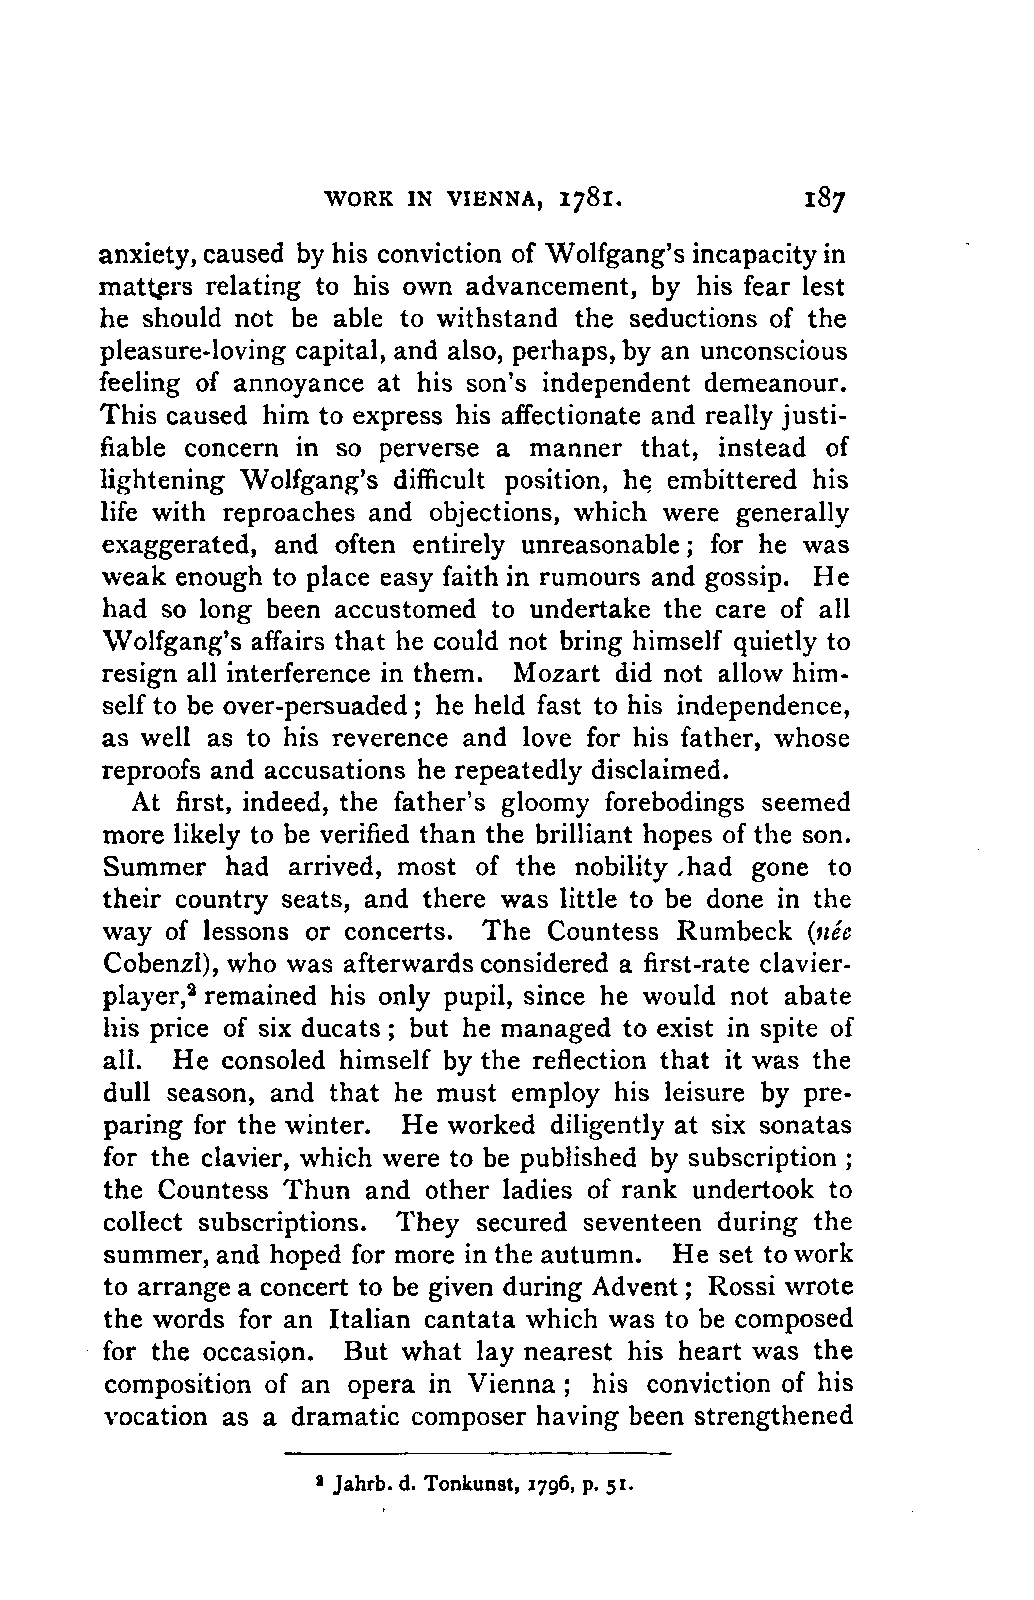 WORK IN VIENNA, 1781. 187
anxiety, caused by his conviction of Wolfgang's incapacity in
matters relating to his own advancement, by his fear lest
he should not be able to withstand the seductions of the
pleasure-loving capital, and also, perhaps, by an unconscious
feeling of annoyance at his son's independent demeanour.
This caused him to express his affectionate and really justi-
fiable concern in so perverse a manner that, instead of
lightening Wolfgang's difficult position, he embittered his
life with reproaches and objections, which were generally
exaggerated, and often entirely unreasonable; for he was
weak enough to place easy faith in rumours and gossip. He
had so long been accustomed to undertake the care of all
Wolfgang's affairs that he could not bring himself quietly to
resign all interference in them. Mozart did not allow him-
self to be over-persuaded; he held fast to his independence,
as well as to his reverence and love for his father, whose
reproofs and accusations he repeatedly disclaimed.
At first, indeed, the father's gloomy forebodings seemed
more likely to be verified than the brilliant hopes of the son.
Summer had arrived, most of the nobility had gone to
their country seats, and there was little to be done in the
way of lessons or concerts. The Countess Rumbeck (née
Cobenzl), who was afterwards considered a first-rate clavier-
player,² remained his only pupil, since he would not abate
his price of six ducats; but he managed to exist in spite of
all. He consoled himself by the reflection that it was the
dull season, and that he must employ his leisure by pre-
paring for the winter. He worked diligently at six sonatas
for the clavier, which were to be published by subscription;
the Countess Thun and other ladies of rank undertook to
collect subscriptions. They secured seventeen during the
summer, and hoped for more in the autumn. He set to work
to arrange a concert to be given during Advent; Rossi wrote
the words for an Italian cantata which was to be composed
for the occasion. But what lay nearest his heart was the
composition of an opera in Vienna; his conviction of his
vocation as a dramatic composer having been strengthened
² Jahrb. d. Tonkunst, 1796, p. 51.